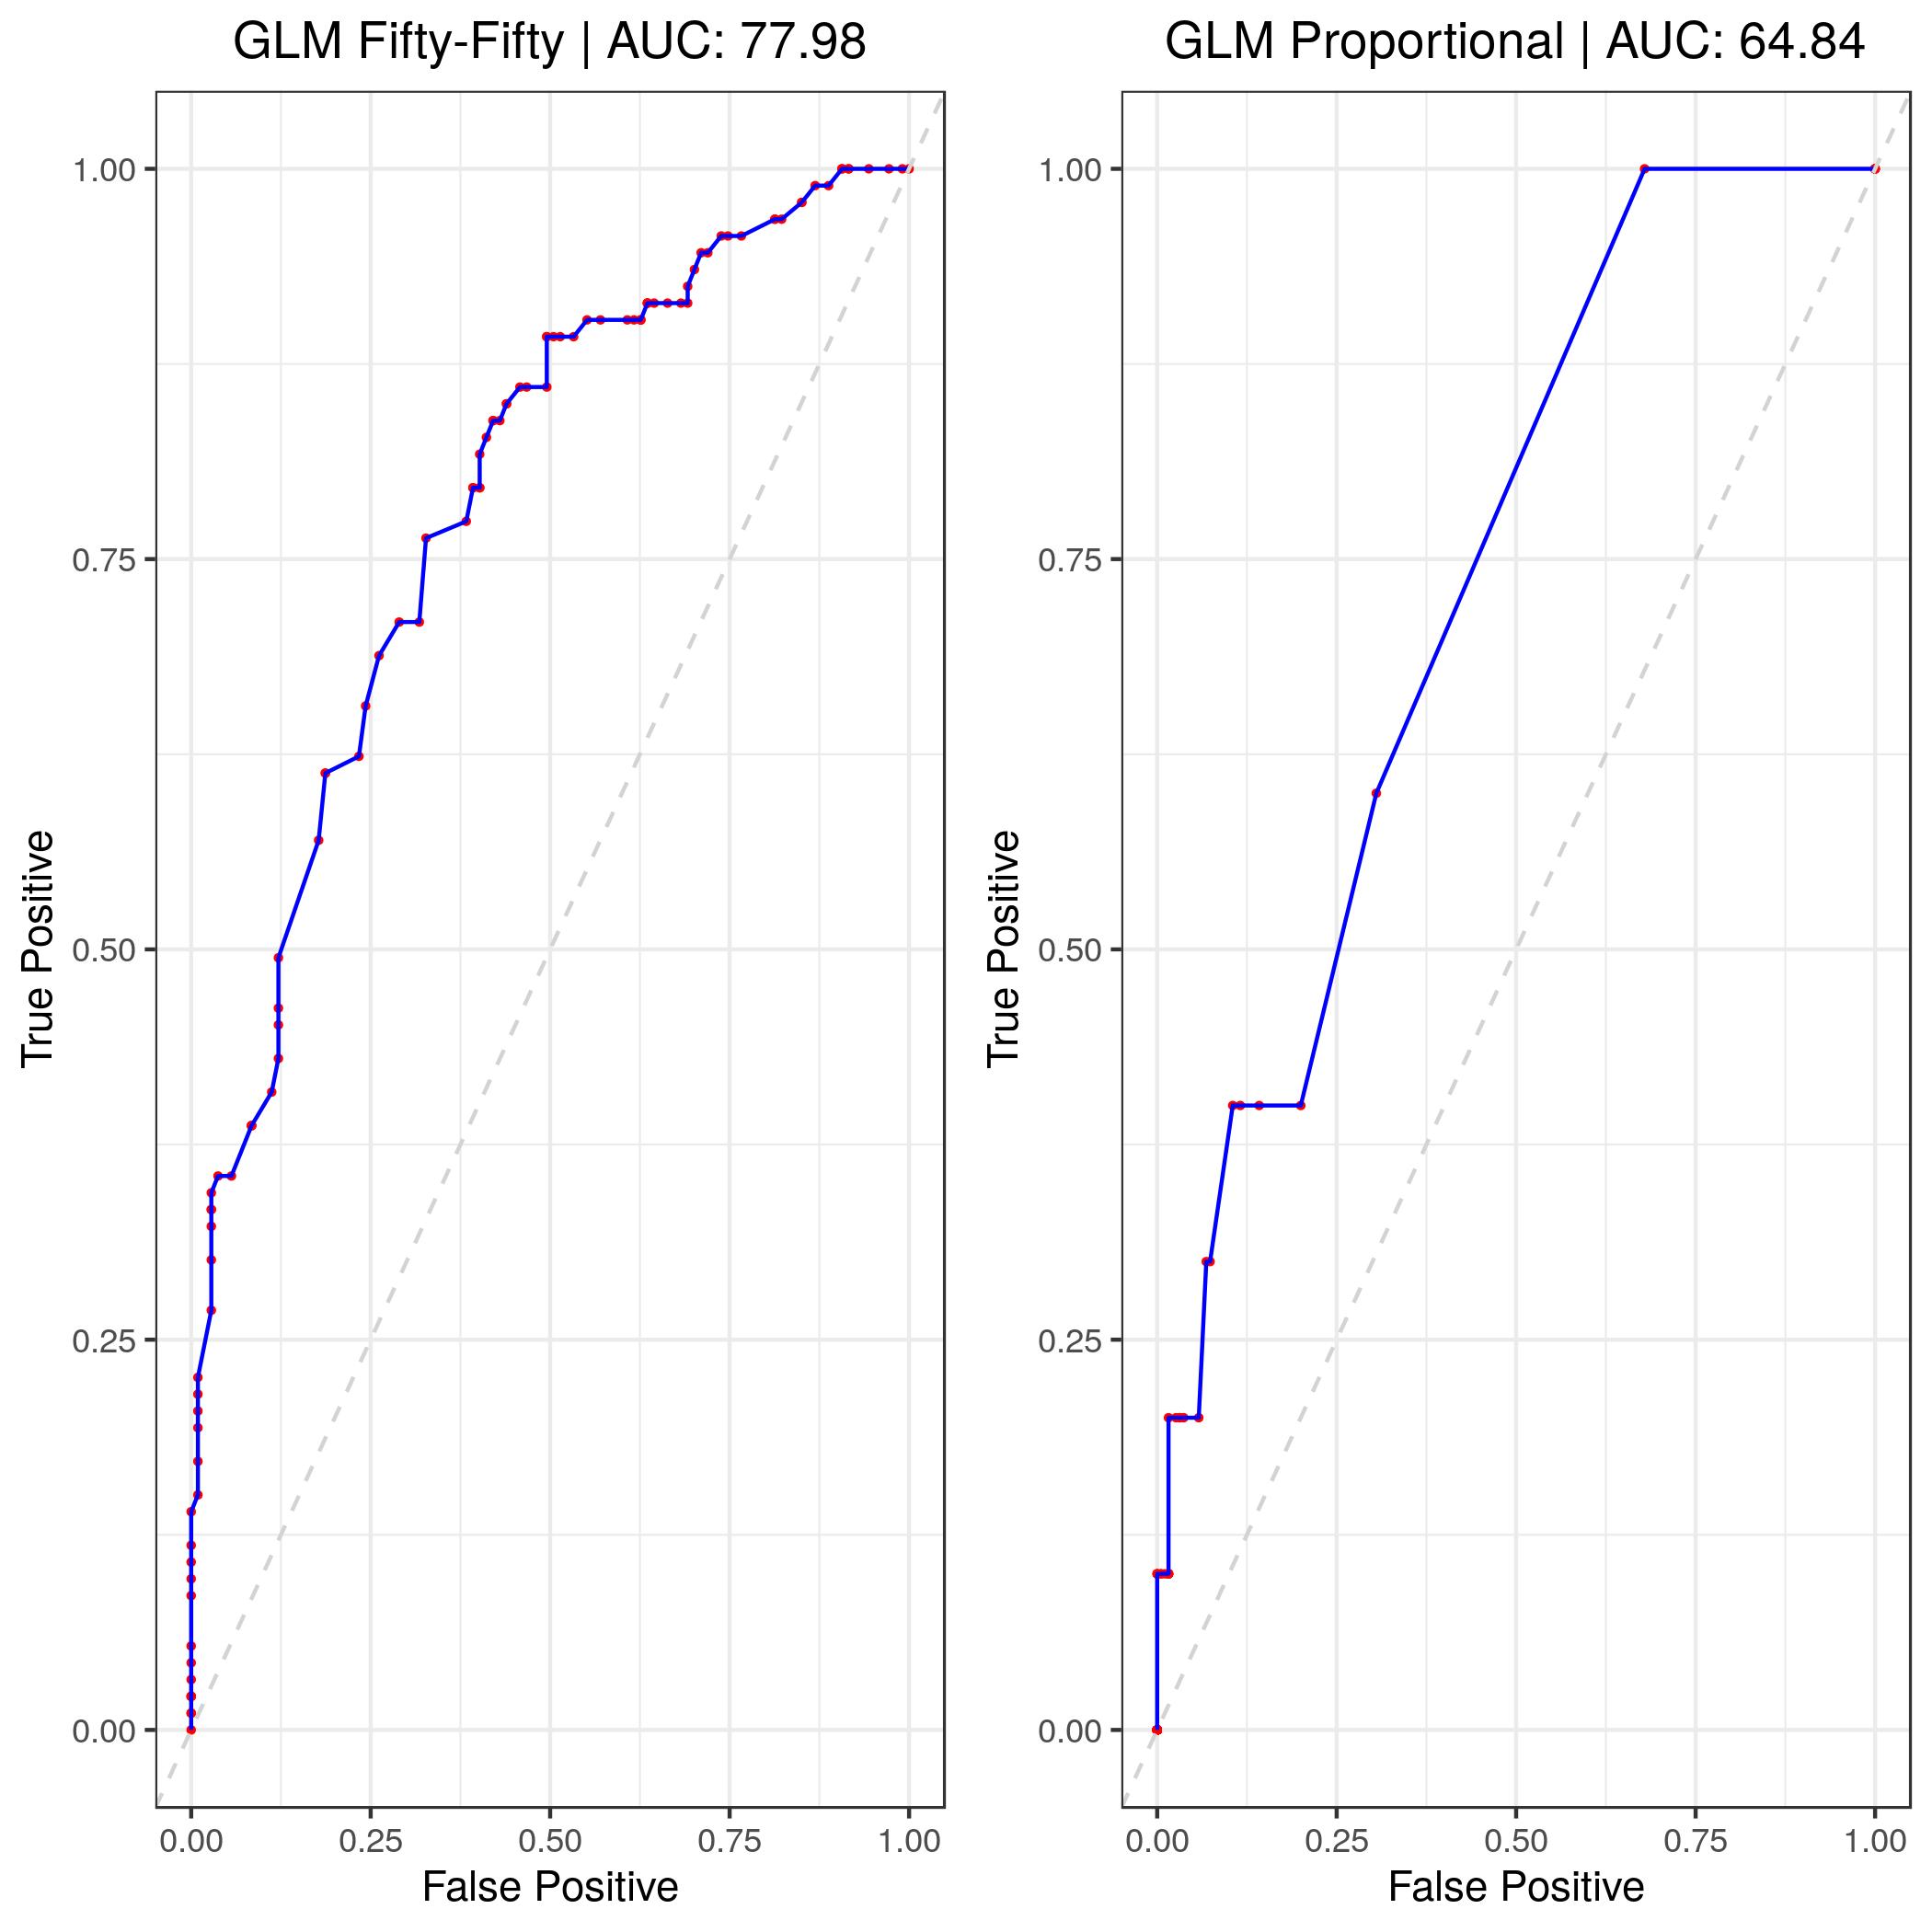 GLM Fifty-Fifty | AUC: 77.98
1.00
0.75
0.50
0.25
0.00
True Positive
0.00 0.25 0.50 0.75 1.00
False Positive
GLM Proportional | AUC: 64.84
1.00
0.75
0.50
0.25
0.00
True Positive
0.00 0.25 0.50 0.75 1.00
False Positive